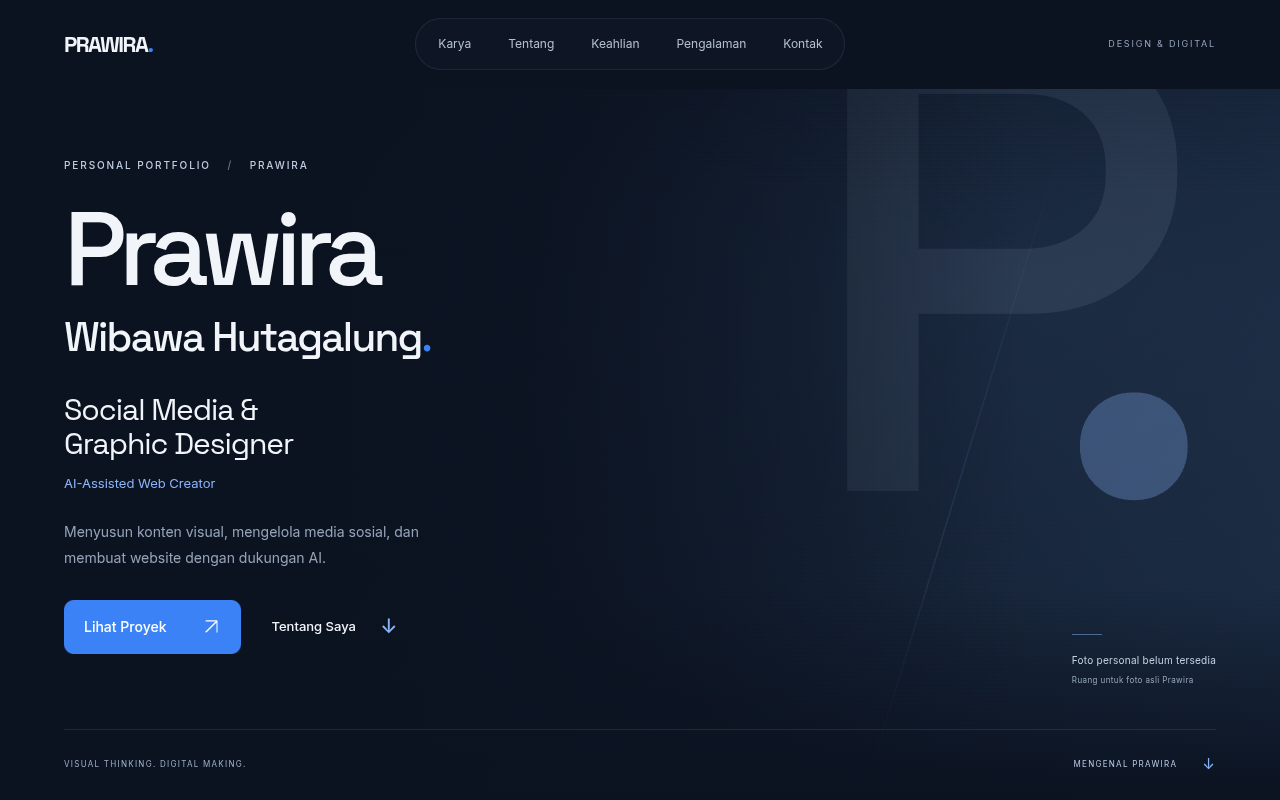 PRAWIRA.
Karya
Tentang
Keahlian
Pengalaman
Kontak
DESIGN & DIGITAL
PERSONAL PORTFOLIO / PRAWIRA
Prawira
Wibawa Hutagalung.
Social Media &
Graphic Designer
AI-Assisted Web Creator
Menyusun konten visual, mengelola media sosial, dan
membuat website dengan dukungan AI.
Lihat Proyek
Tentang Saya
P.
Foto personal belum tersedia
Ruang untuk foto asli Prawira
VISUAL THINKING. DIGITAL MAKING.
MENGENAL PRAWIRA